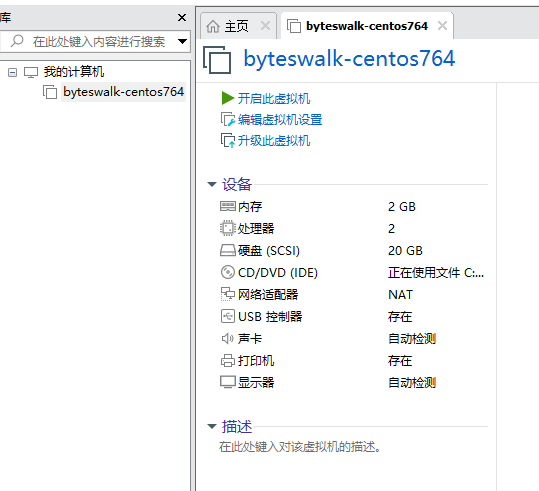 库
主页
byteswalk-centos764
在此处键入内容进行搜索
byteswalk-centos764
我的计算机
byteswalk-centos764
开启此虚拟机
编辑虚拟机设置
升级此虚拟机
设备
内存 2 GB
处理器 2
硬盘 (SCSI) 20 GB
CD/DVD (IDE) 正在使用文件 C:...
网络适配器 NAT
USB 控制器 存在
声卡 自动检测
打印机 存在
显示器 自动检测
描述
在此处键入对该虚拟机的描述。